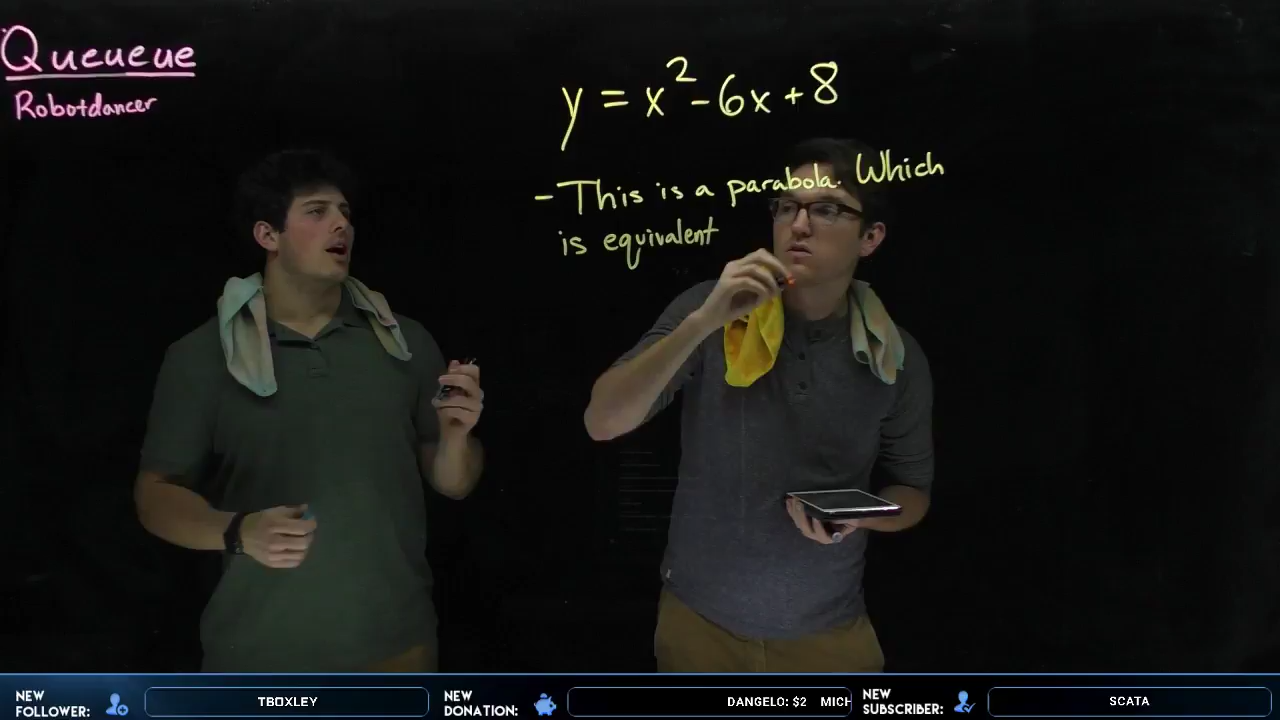 Queueue
Robotdancer
y = x² - 6x + 8
- This is a parabola. Which
is equivalent
NEW FOLLOWER:
TBOXLEY
NEW DONATION:
DANGELO: $2 MICH
NEW SUBSCRIBER:
SCATA